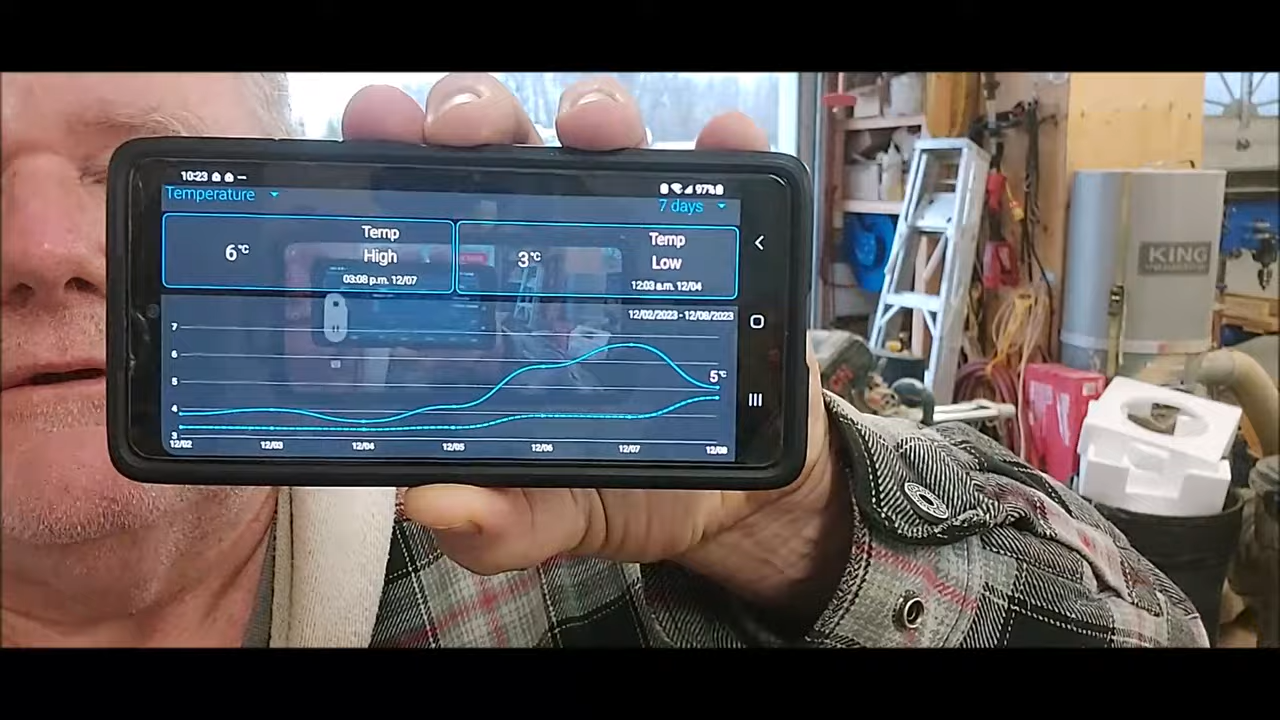 10:23
97%
Temperature
7 days
6°C
Temp
High
03:08 p.m. 12/07
3°C
Temp
Low
12:03 a.m. 12/04
12/02/2023 - 12/08/2023
7
6
5
4
3
5°C
12/02 12/03 12/04 12/05 12/06 12/07 12/08
KING